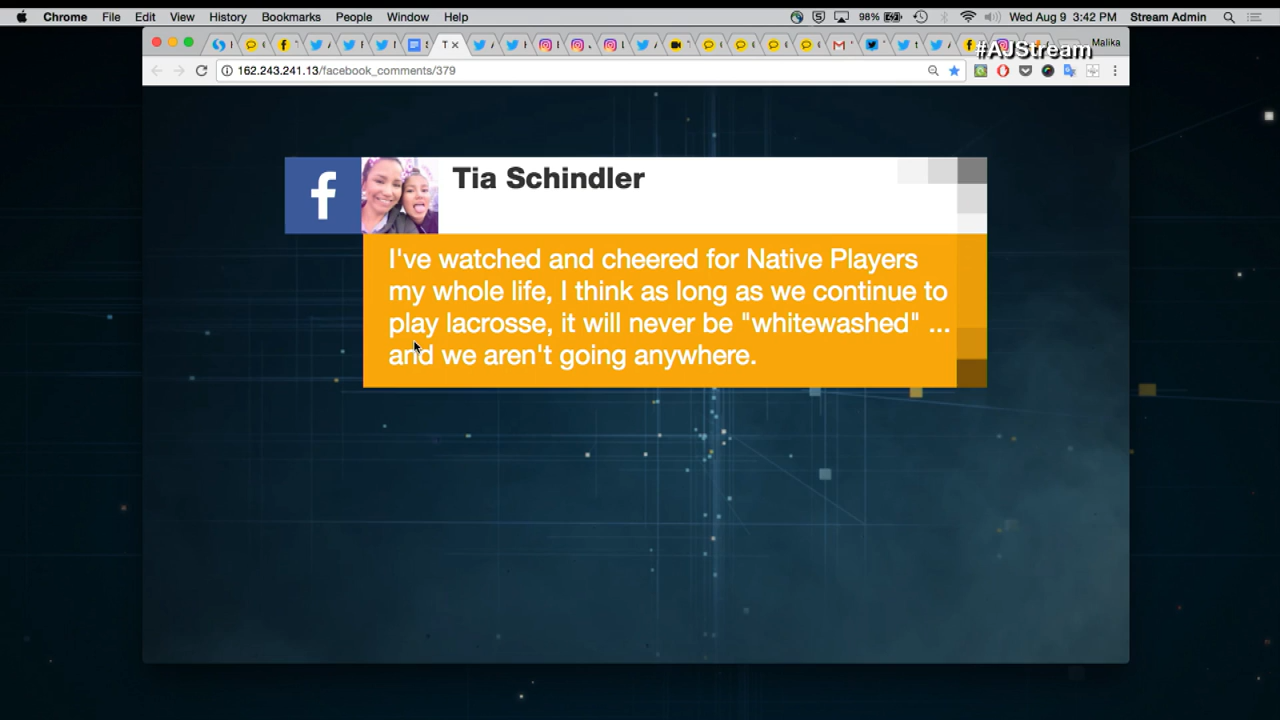 Chrome File Edit View History Bookmarks People Window Help 98% Wed Aug 9 3:42 PM Stream Admin
Malika
#AJStream
162.243.241.13/facebook_comments/379
f
Tia Schindler
I've watched and cheered for Native Players
my whole life, I think as long as we continue to
play lacrosse, it will never be "whitewashed" ...
and we aren't going anywhere.